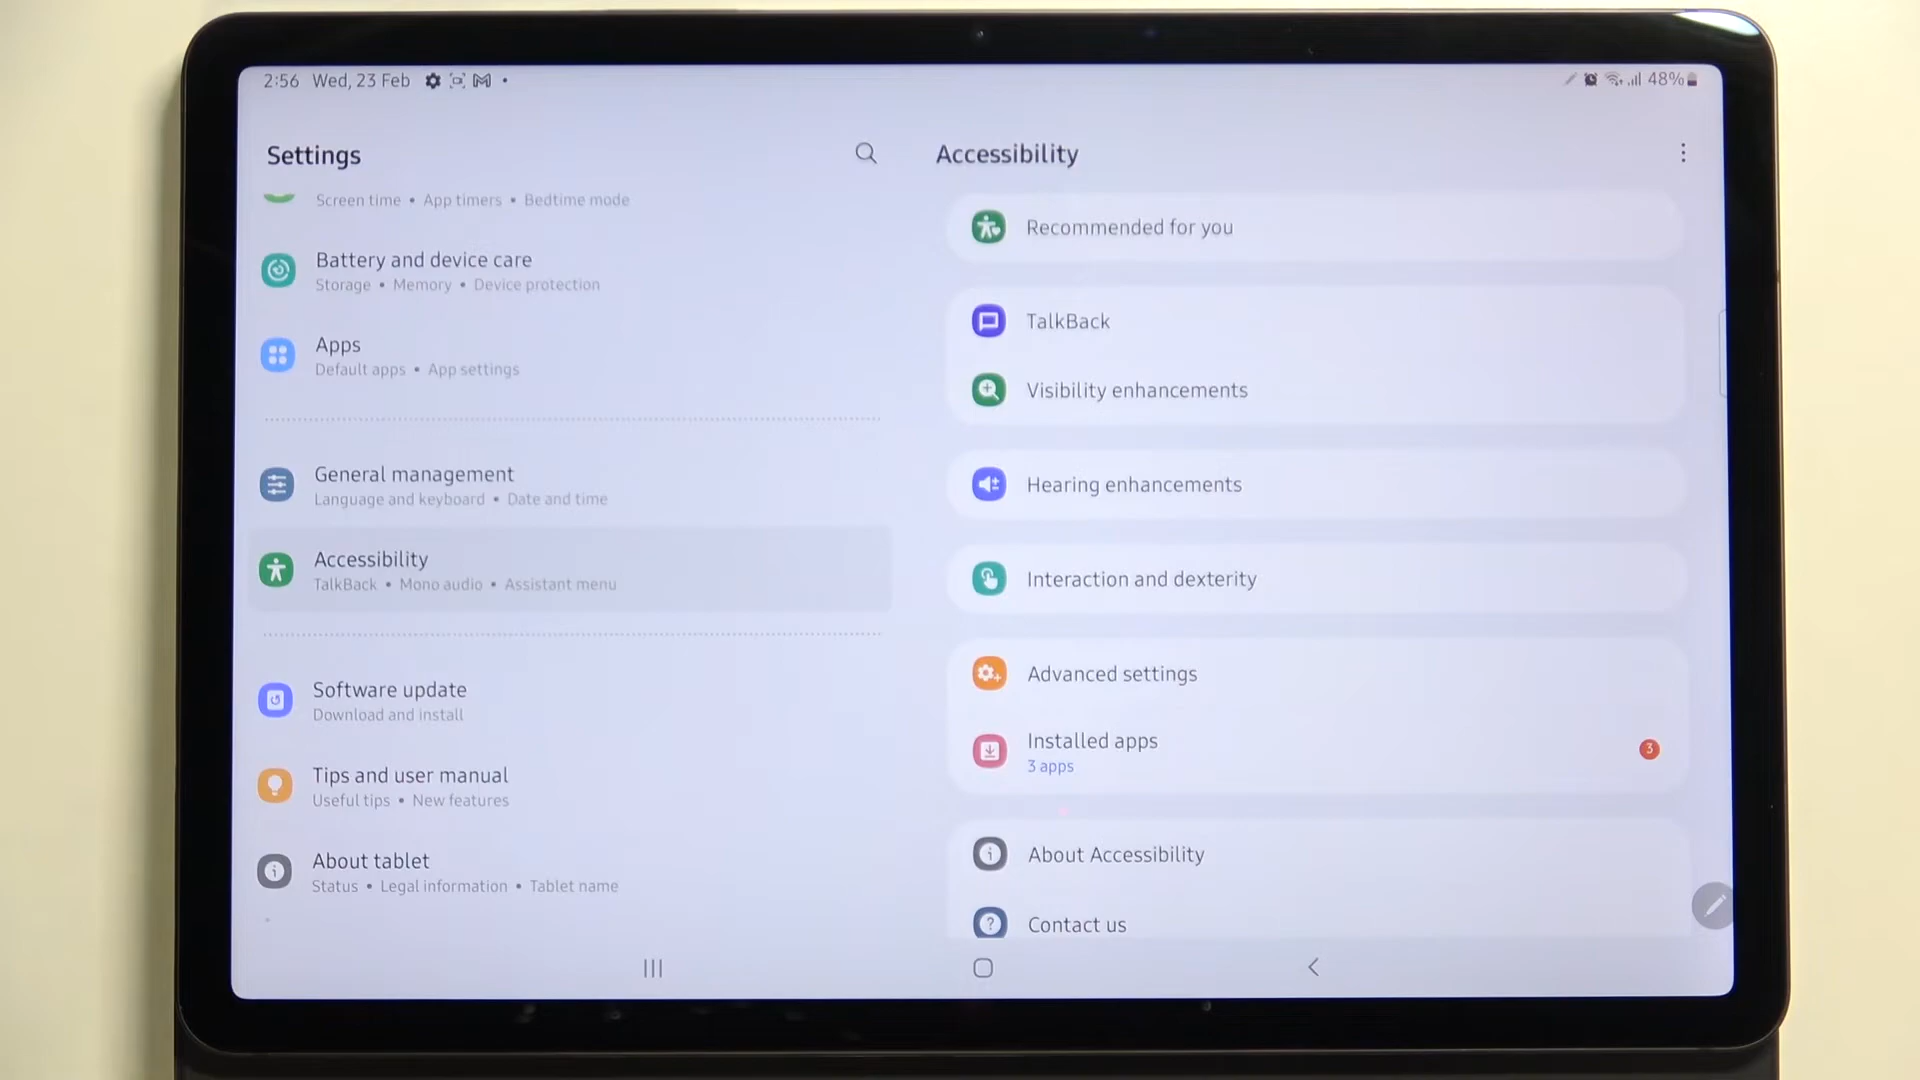 2:56 Wed, 23 Feb
48%
Settings
Screen time • App timers • Bedtime mode
Battery and device care
Storage • Memory • Device protection
Apps
Default apps • App settings
General management
Language and keyboard • Date and time
Accessibility
TalkBack • Mono audio • Assistant menu
Software update
Download and install
Tips and user manual
Useful tips • New features
About tablet
Status • Legal information • Tablet name
Accessibility
Recommended for you
TalkBack
Visibility enhancements
Hearing enhancements
Interaction and dexterity
Advanced settings
Installed apps
3 apps
3
About Accessibility
Contact us